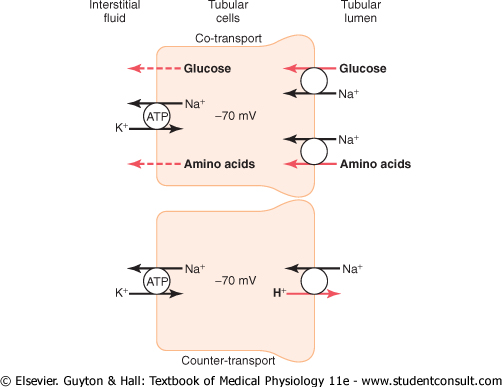 Interstitial fluid
Tubular cells
Tubular lumen
Co-transport
Glucose
Glucose
Na⁺
ATP
–70 mV
Na⁺
K⁺
Na⁺
Amino acids
Amino acids
Na⁺
ATP
–70 mV
Na⁺
K⁺
H⁺
Counter-transport
© Elsevier. Guyton & Hall: Textbook of Medical Physiology 11e - www.studentconsult.com